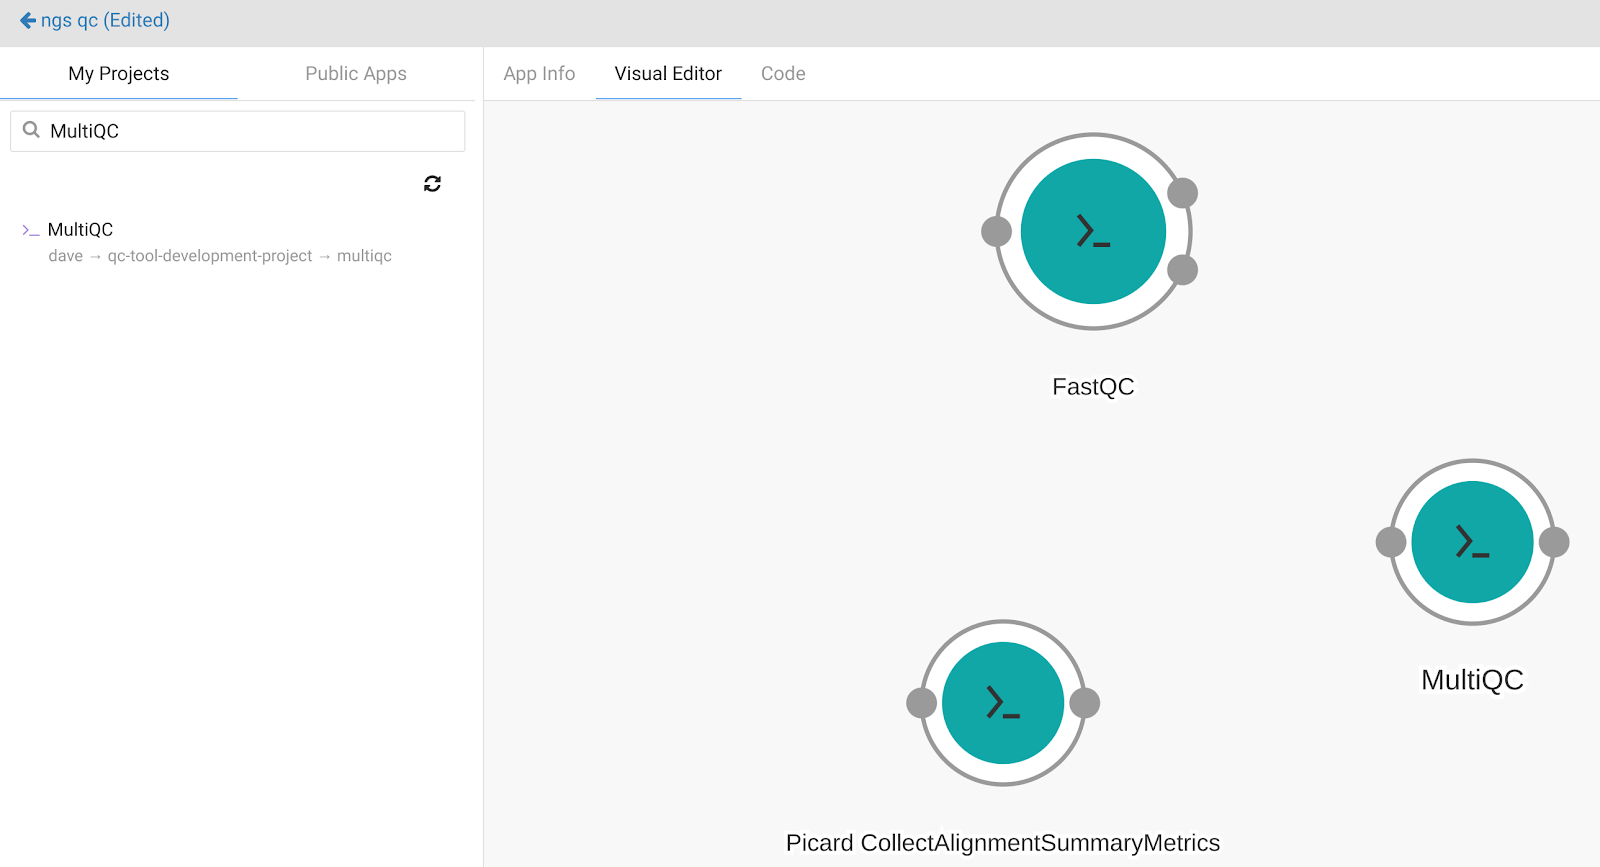 ngs qc (Edited)
My Projects
Public Apps
App Info
Visual Editor
Code
MultiQC
MultiQC
dave → qc-tool-development-project → multiqc
FastQC
MultiQC
Picard CollectAlignmentSummaryMetrics